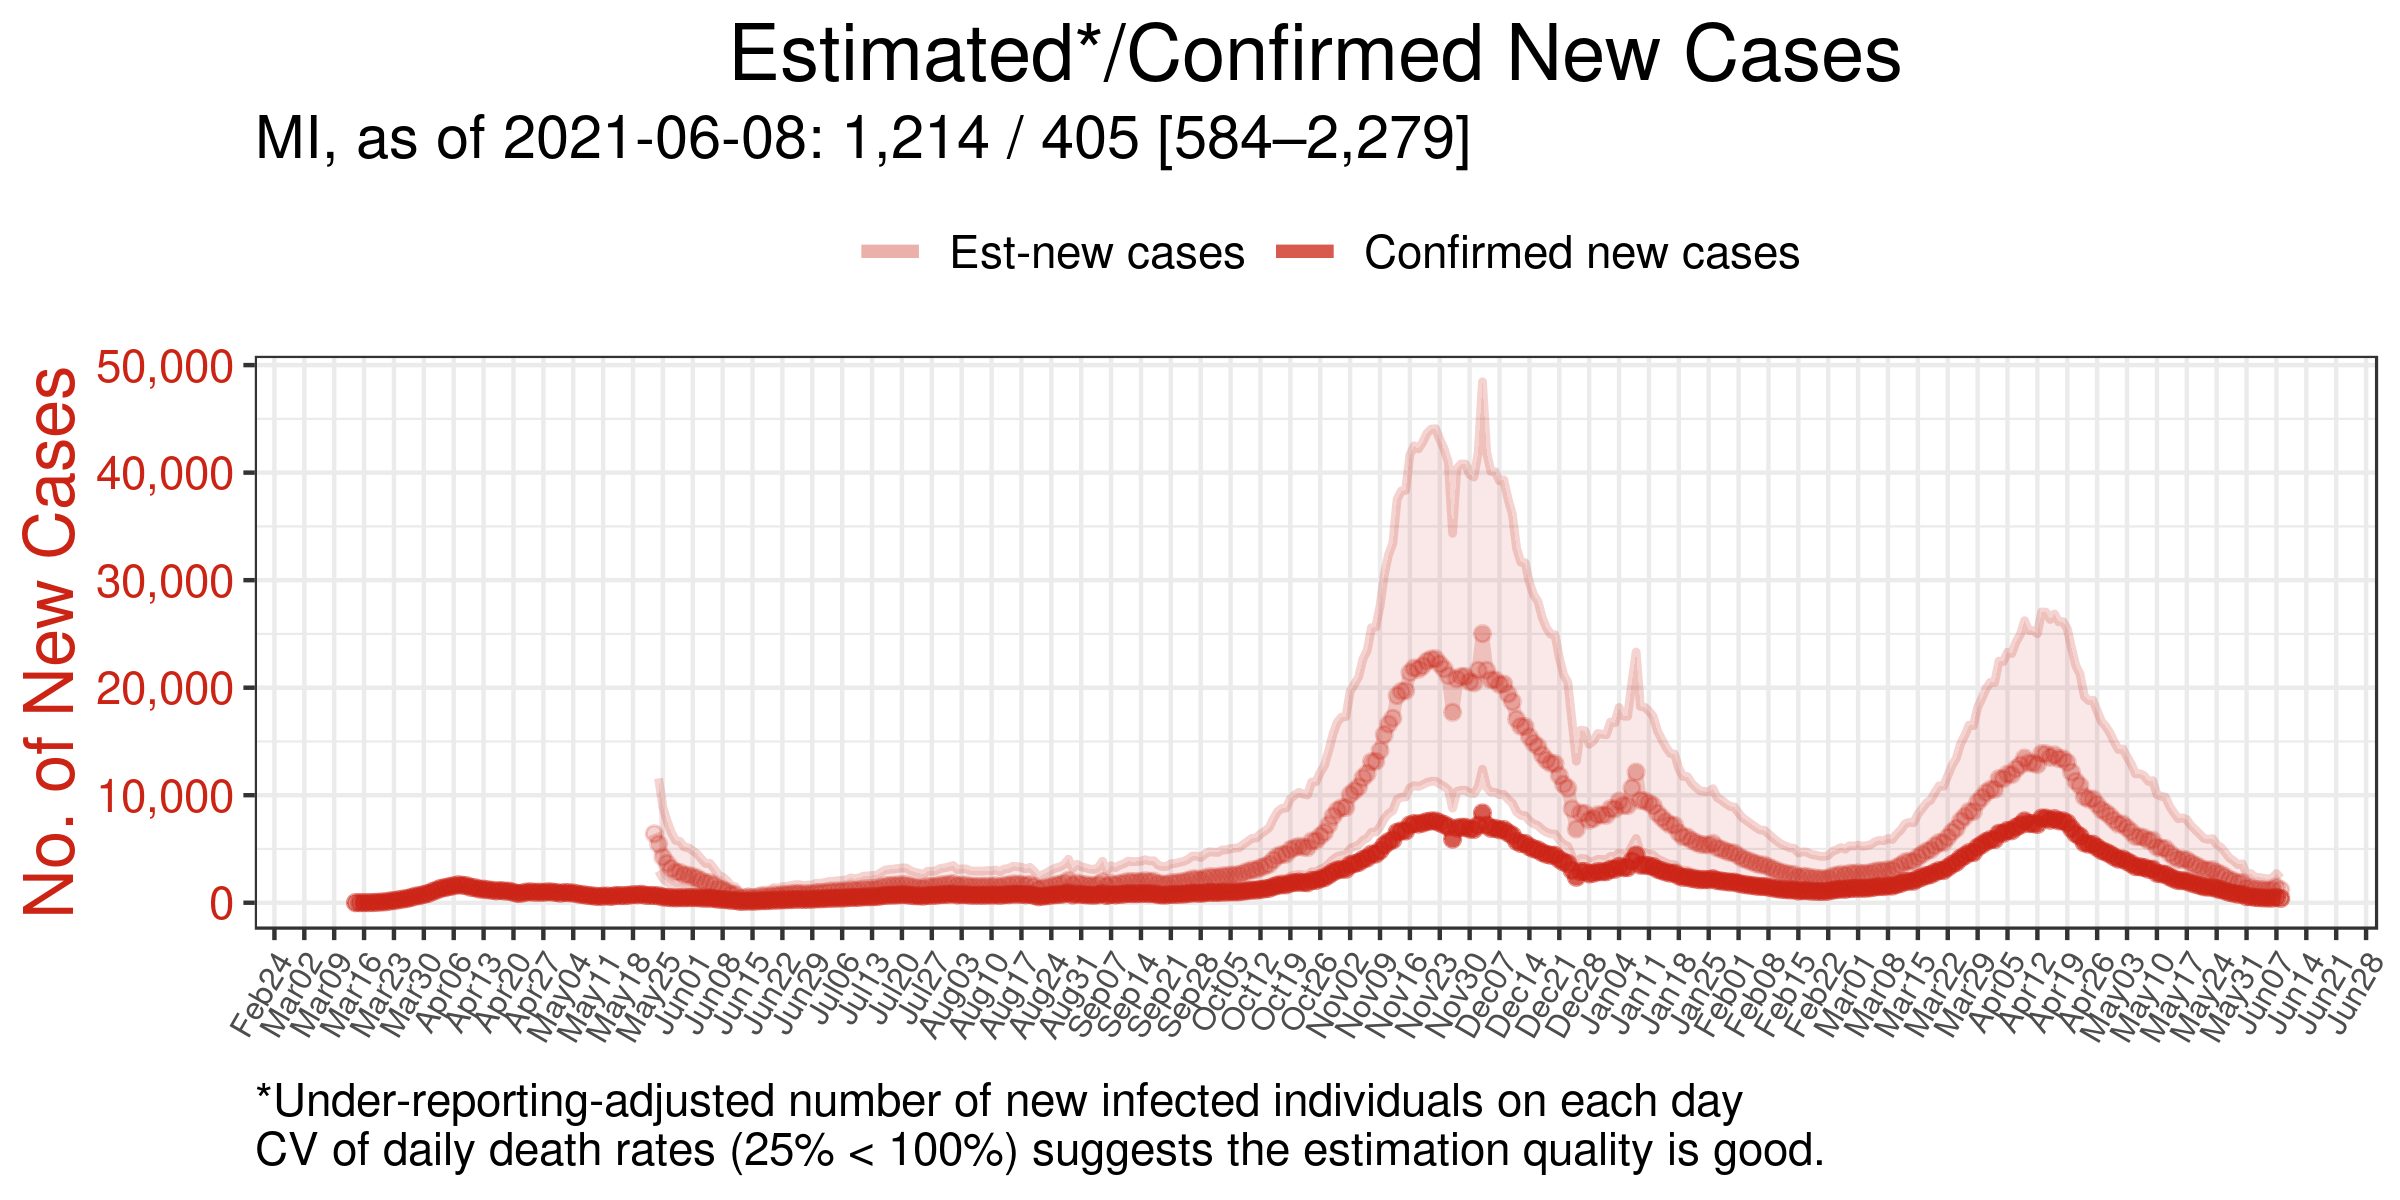 Estimated*/Confirmed New Cases
MI, as of 2021-06-08: 1,214 / 405 [584–2,279]
Est-new cases
Confirmed new cases
No. of New Cases
50,000
40,000
30,000
20,000
10,000
0
Feb24
Mar02
Mar09
Mar16
Mar23
Mar30
Apr06
Apr13
Apr20
Apr27
May04
May11
May18
May25
Jun01
Jun08
Jun15
Jun22
Jun29
Jul06
Jul13
Jul20
Jul27
Aug03
Aug10
Aug17
Aug24
Aug31
Sep07
Sep14
Sep21
Sep28
Oct05
Oct12
Oct19
Oct26
Nov02
Nov09
Nov16
Nov23
Nov30
Dec07
Dec14
Dec21
Dec28
Jan04
Jan11
Jan18
Jan25
Feb01
Feb08
Feb15
Feb22
Mar01
Mar08
Mar15
Mar22
Mar29
Apr05
Apr12
Apr19
Apr26
May03
May10
May17
May24
May31
Jun07
Jun14
Jun21
Jun28
*Under-reporting-adjusted number of new infected individuals on each day
CV of daily death rates (25% < 100%) suggests the estimation quality is good.